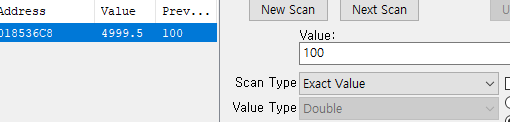 New Scan Next Scan
Address Value Prev...
Value:
018536C8 4999.5 100
100
Scan Type Exact Value
Value Type Double